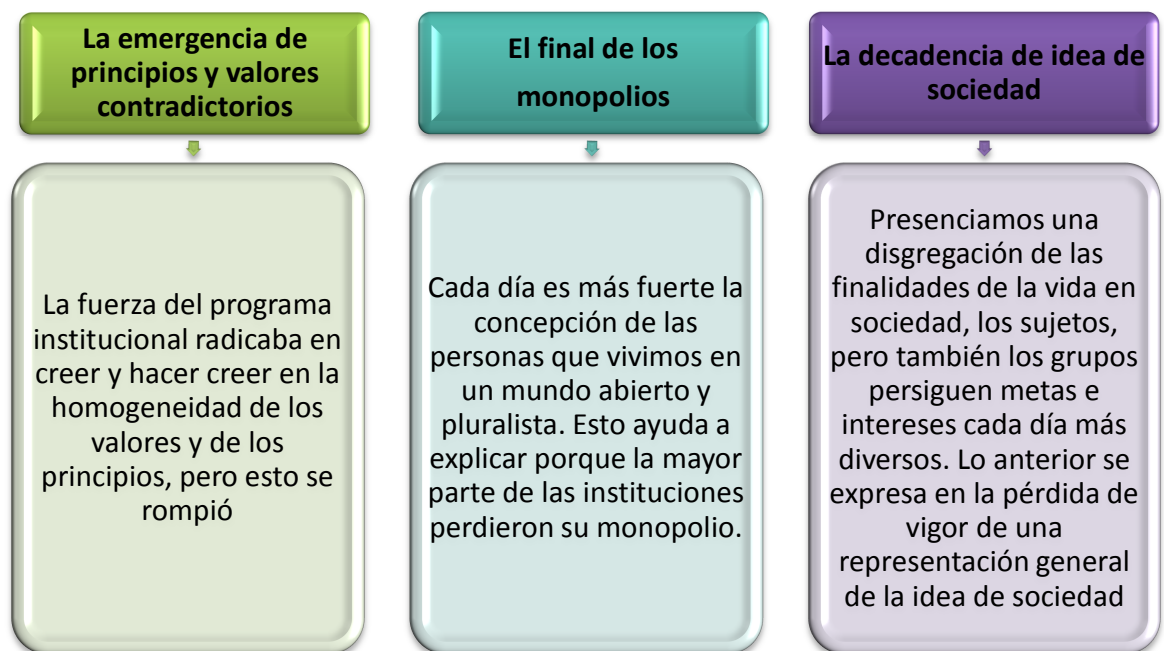 La emergencia de
principios y valores
contradictorios
La fuerza del programa
institucional radicaba en
creer y hacer creer en la
homogeneidad de los
valores y de los
principios, pero esto se
rompió
El final de los
monopolios
Cada día es más fuerte la
concepción de las
personas que vivimos en
un mundo abierto y
pluralista. Esto ayuda a
explicar porque la mayor
parte de las instituciones
perdieron su monopolio.
La decadencia de idea de
sociedad
Presenciamos una
disgregación de las
finalidades de la vida en
sociedad, los sujetos,
pero también los grupos
persiguen metas e
intereses cada día más
diversos. Lo anterior se
expresa en la pérdida de
vigor de una
representación general
de la idea de sociedad